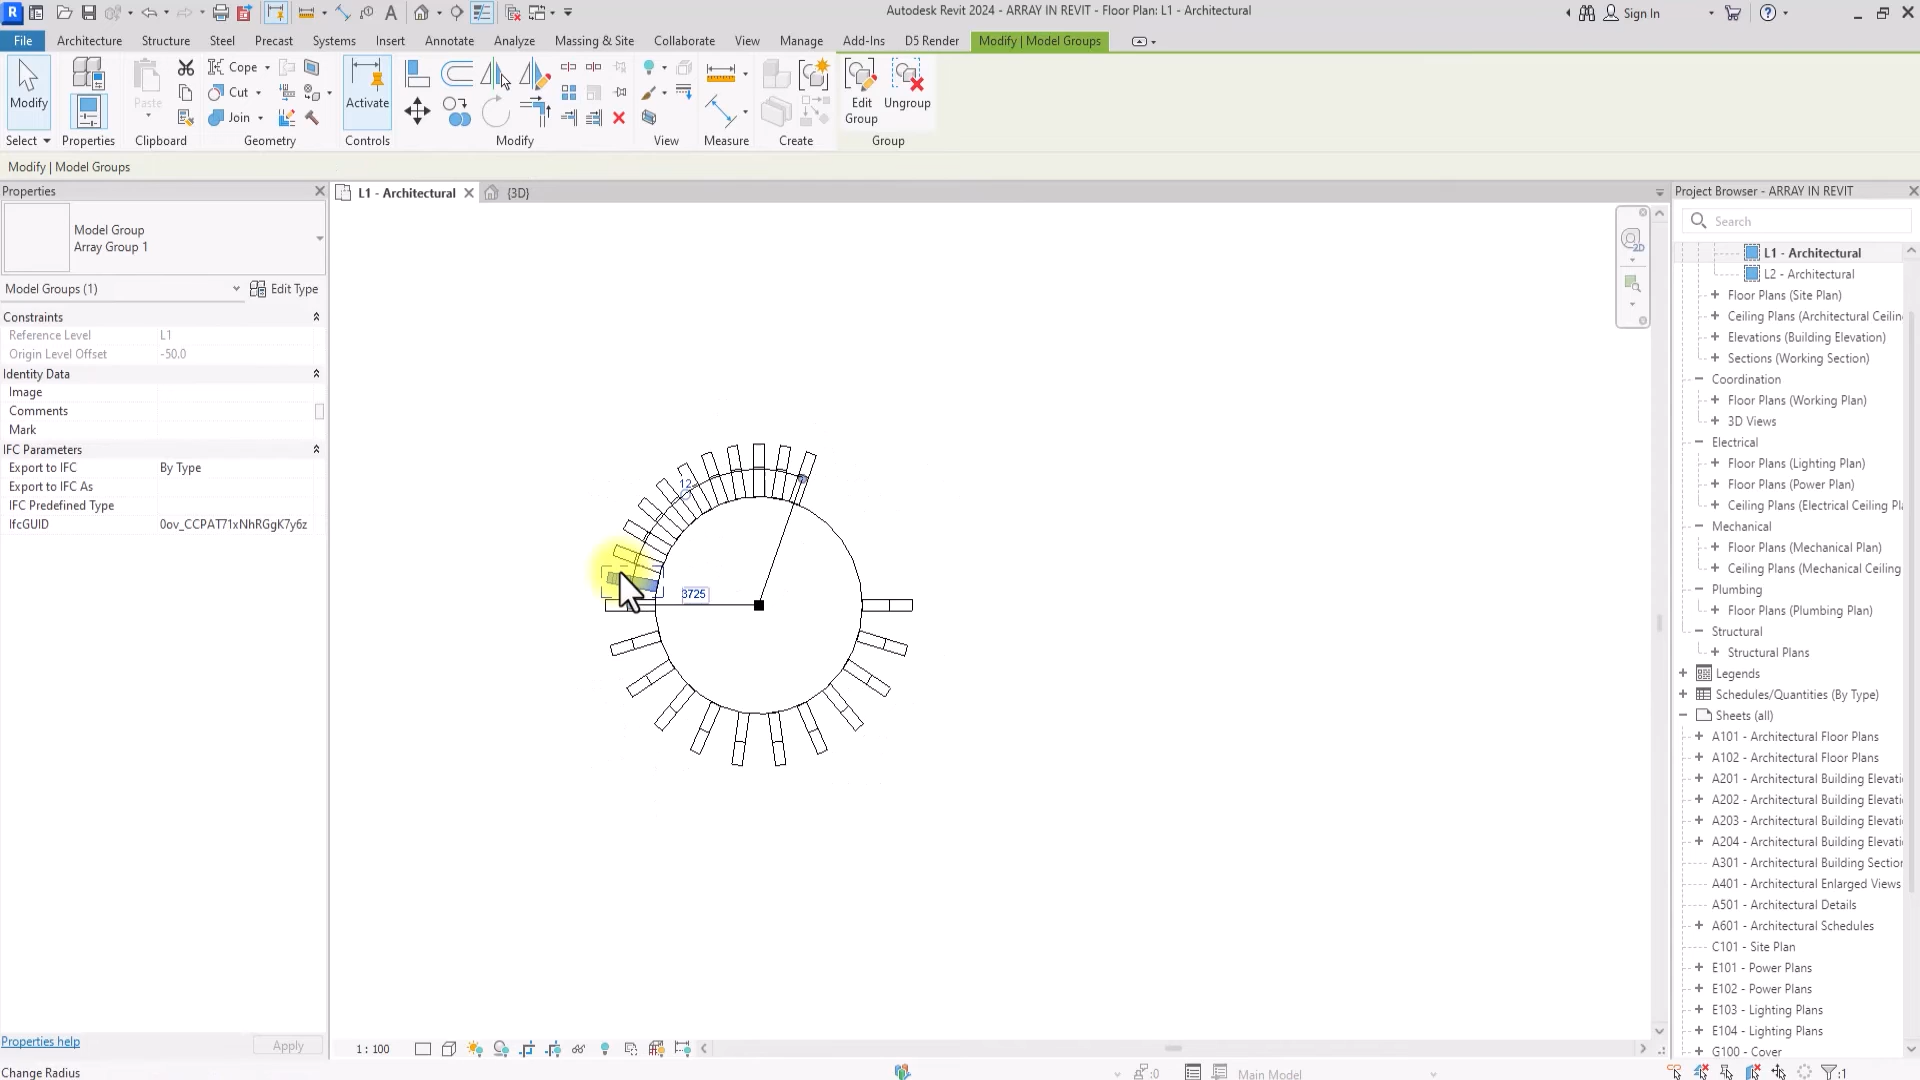 Autodesk Revit 2024 - ARRAY IN REVIT - Floor Plan: L1 - Architectural
Sign In
File
Architecture
Structure
Steel
Precast
Systems
Insert
Annotate
Analyze
Massing & Site
Collaborate
View
Manage
Add-Ins
D5 Render
Modify | Model Groups
Modify
Paste
Cope
Cut
Join
Activate
Edit
Group
Ungroup
Select
Properties
Clipboard
Geometry
Controls
Modify
View
Measure
Create
Group
Modify | Model Groups
Properties
Model Group
Array Group 1
Model Groups (1)
Edit Type
Constraints
Reference Level L1
Origin Level Offset -50.0
Identity Data
Image
Comments
Mark
IFC Parameters
Export to IFC By Type
Export to IFC As
IFC Predefined Type
IfcGUID 0ov_CCPAT71xNhRGgK7y6z
Properties help
Apply
L1 - Architectural
{3D}
12
3725
2D
1 : 100
Project Browser - ARRAY IN REVIT
Search
L1 - Architectural
L2 - Architectural
Floor Plans (Site Plan)
Ceiling Plans (Architectural Ceilin
Elevations (Building Elevation)
Sections (Working Section)
Coordination
Floor Plans (Working Plan)
3D Views
Electrical
Floor Plans (Lighting Plan)
Floor Plans (Power Plan)
Ceiling Plans (Electrical Ceiling Pl
Mechanical
Floor Plans (Mechanical Plan)
Ceiling Plans (Mechanical Ceiling
Plumbing
Floor Plans (Plumbing Plan)
Structural
Structural Plans
Legends
Schedules/Quantities (By Type)
Sheets (all)
A101 - Architectural Floor Plans
A102 - Architectural Floor Plans
A201 - Architectural Building Elevati
A202 - Architectural Building Elevati
A203 - Architectural Building Elevati
A204 - Architectural Building Elevati
A301 - Architectural Building Section
A401 - Architectural Enlarged Views
A501 - Architectural Details
A601 - Architectural Schedules
C101 - Site Plan
E101 - Power Plans
E102 - Power Plans
E103 - Lighting Plans
E104 - Lighting Plans
G100 - Cover
Change Radius
:0
Main Model
:1